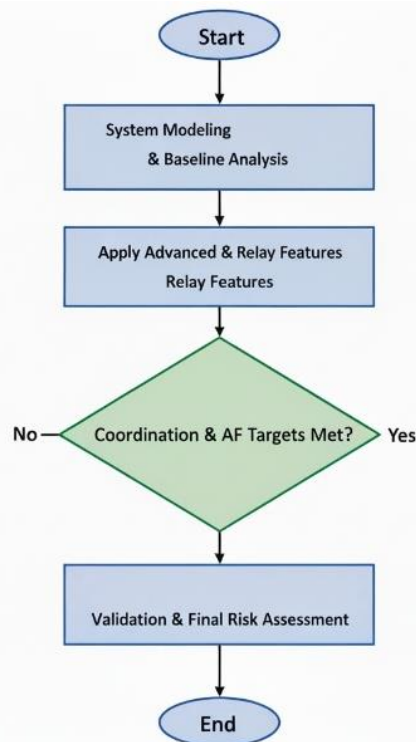 Start
System Modeling
& Baseline Analysis
Apply Advanced & Relay Features
Relay Features
No
Coordination & AF Targets Met?
Yes
Validation & Final Risk Assessment
End